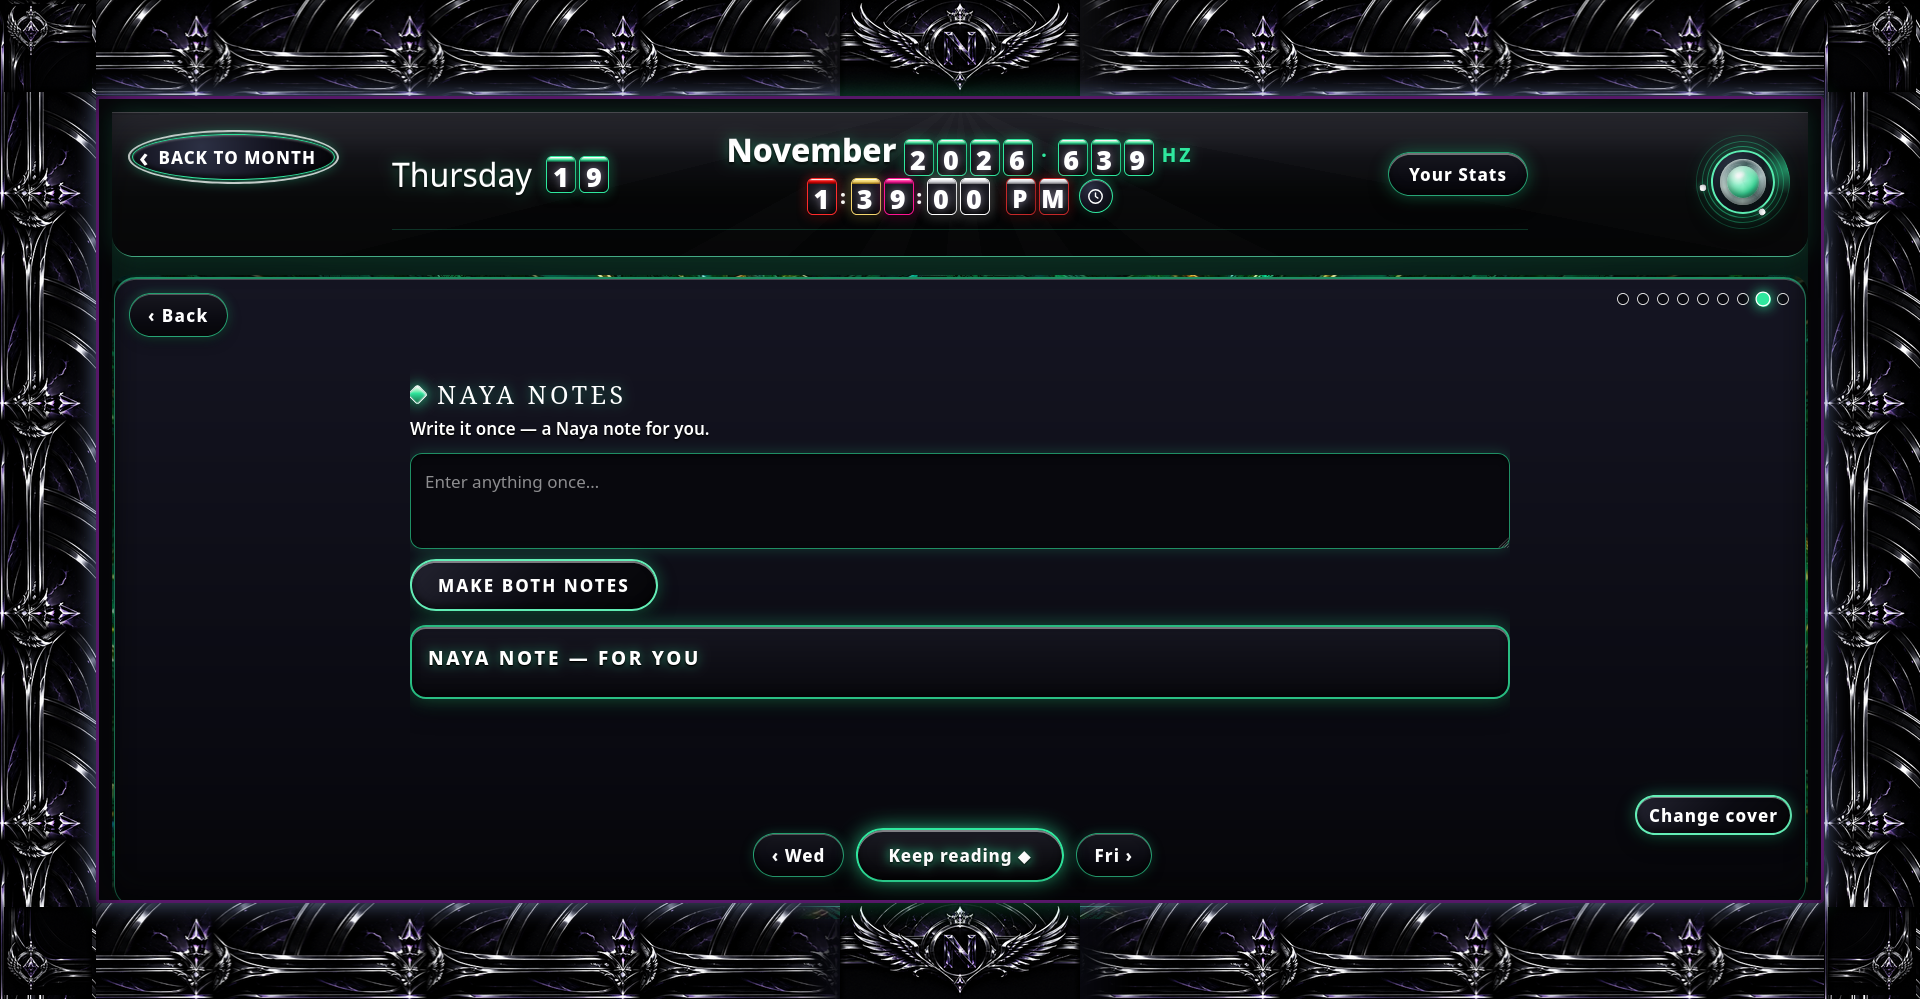 ‹ BACK TO MONTH
Thursday 19
November 2026 · 639 HZ
1:39:00 PM
Your Stats
‹ Back
NAYA NOTES
Write it once — a Naya note for you.
Enter anything once...
MAKE BOTH NOTES
NAYA NOTE — FOR YOU
Change cover
‹ Wed
Keep reading ◆
Fri ›
N
N